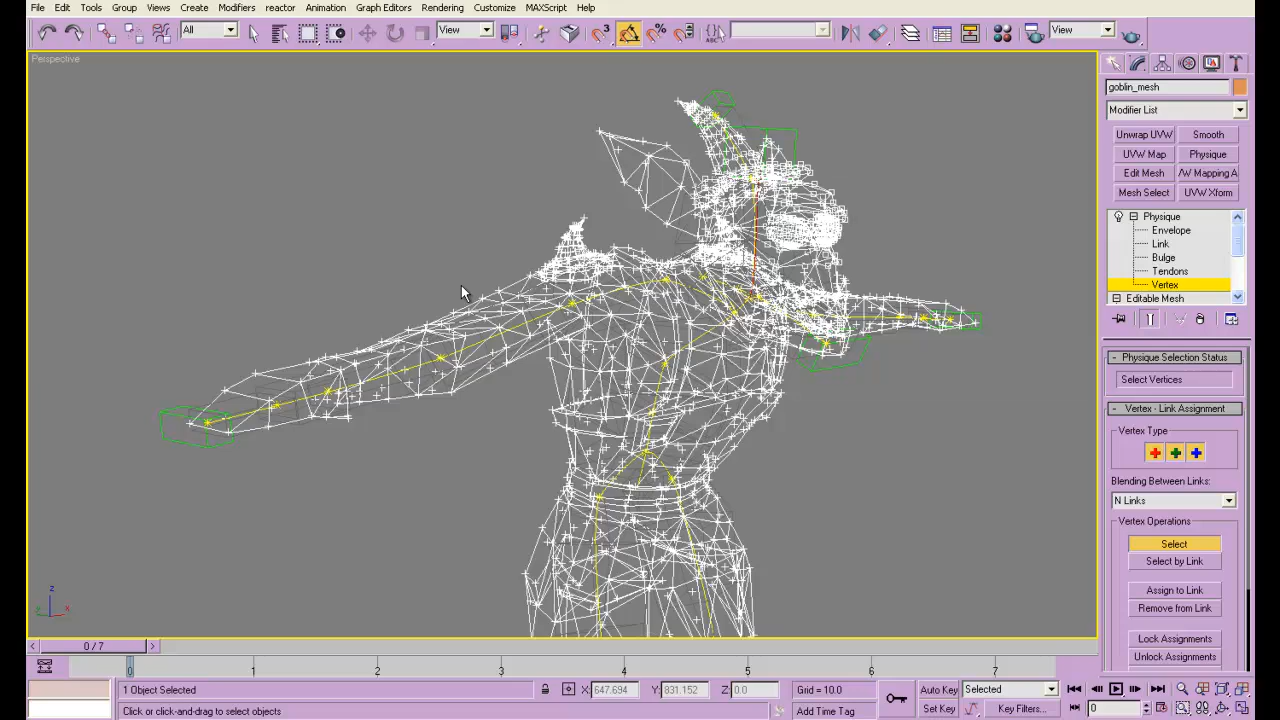 File Edit Tools Group Views Create Modifiers reactor Animation Graph Editors Rendering Customize MAXScript Help
All View View
Perspective
goblin_mesh
Modifier List
Unwrap UVW Smooth
UVW Map Physique
Edit Mesh /W Mapping A
Mesh Select UVW Xform
Physique
Envelope
Link
Bulge
Tendons
Vertex
Editable Mesh
- Physique Selection Status
Select Vertices
- Vertex - Link Assignment
Vertex Type
Blending Between Links:
N Links
Vertex Operations
Select
Select by Link
Assign to Link
Remove from Link
Lock Assignments
Unlock Assignments
z
x
< 0 / 7 >
0 1 2 3 4 5 6 7
1 Object Selected X: 647.694 Y: 831.152 Z: 0.0 Grid = 10.0 Auto Key Selected
Click or click-and-drag to select objects Add Time Tag Set Key Key Filters... 0